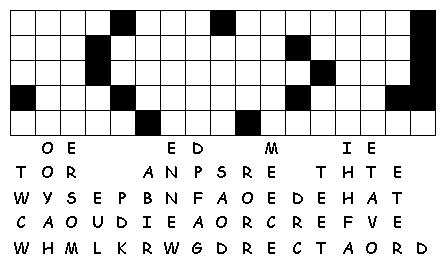 O E E D M I E
T O R A N P S R E T H T E
W Y S E P B N F A O E D E H A T
C A O U D I E A O R C R E F V E
W H M L K R W G D R E C T A O R D